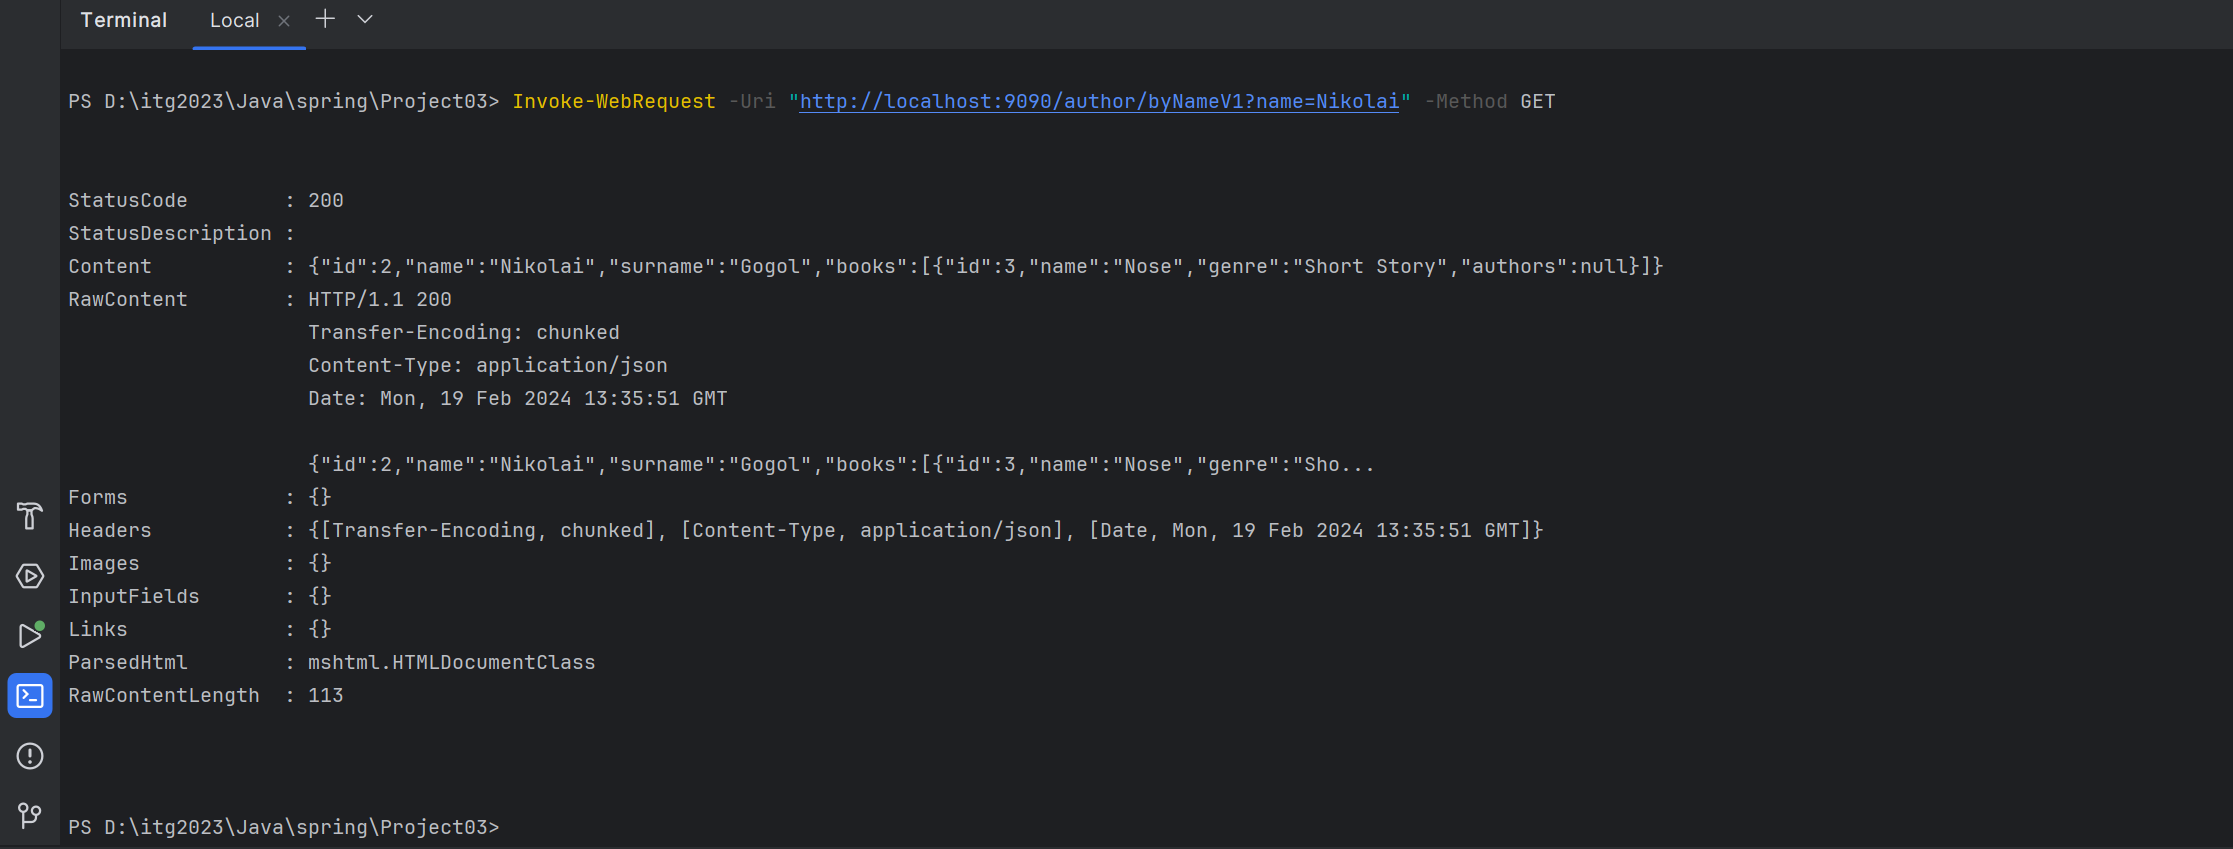 Terminal Local
PS D:\itg2023\Java\spring\Project03> Invoke-WebRequest -Uri "http://localhost:9090/author/byNameV1?name=Nikolai" -Method GET
StatusCode        : 200
StatusDescription :
Content           : {"id":2,"name":"Nikolai","surname":"Gogol","books":[{"id":3,"name":"Nose","genre":"Short Story","authors":null}]}
RawContent        : HTTP/1.1 200
                    Transfer-Encoding: chunked
                    Content-Type: application/json
                    Date: Mon, 19 Feb 2024 13:35:51 GMT
                    {"id":2,"name":"Nikolai","surname":"Gogol","books":[{"id":3,"name":"Nose","genre":"Sho...
Forms             : {}
Headers           : {[Transfer-Encoding, chunked], [Content-Type, application/json], [Date, Mon, 19 Feb 2024 13:35:51 GMT]}
Images            : {}
InputFields       : {}
Links             : {}
ParsedHtml        : mshtml.HTMLDocumentClass
RawContentLength  : 113
PS D:\itg2023\Java\spring\Project03>